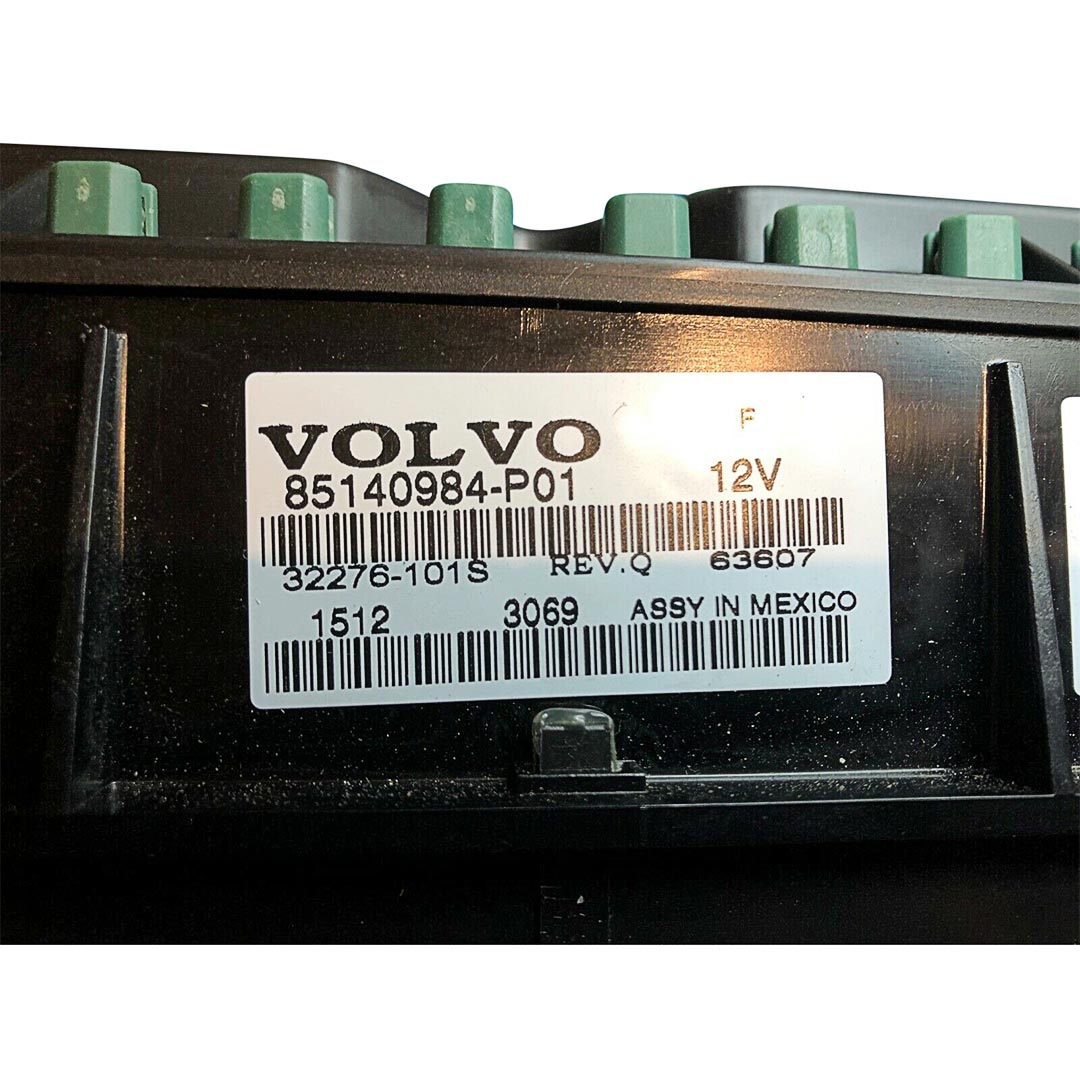 F
VOLVO
85140984-P01 12V
32276-101S REV.Q 63607
1512 3069 ASSY IN MEXICO